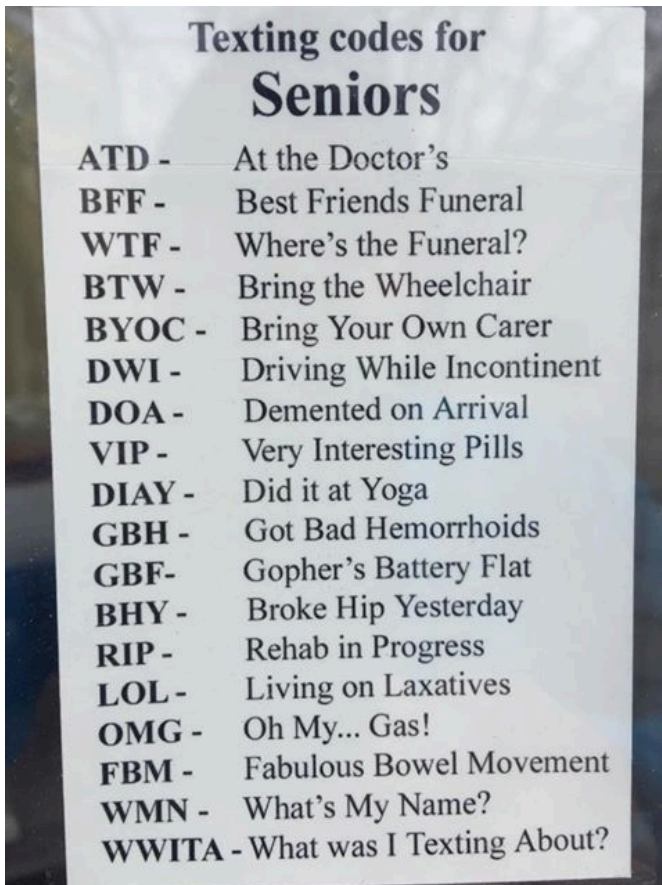 Texting codes for
Seniors
ATD - At the Doctor's
BFF - Best Friends Funeral
WTF - Where's the Funeral?
BTW - Bring the Wheelchair
BYOC - Bring Your Own Carer
DWI - Driving While Incontinent
DOA - Demented on Arrival
VIP - Very Interesting Pills
DIAY - Did it at Yoga
GBH - Got Bad Hemorrhoids
GBF- Gopher's Battery Flat
BHY - Broke Hip Yesterday
RIP - Rehab in Progress
LOL - Living on Laxatives
OMG - Oh My... Gas!
FBM - Fabulous Bowel Movement
WMN - What's My Name?
WWITA - What was I Texting About?